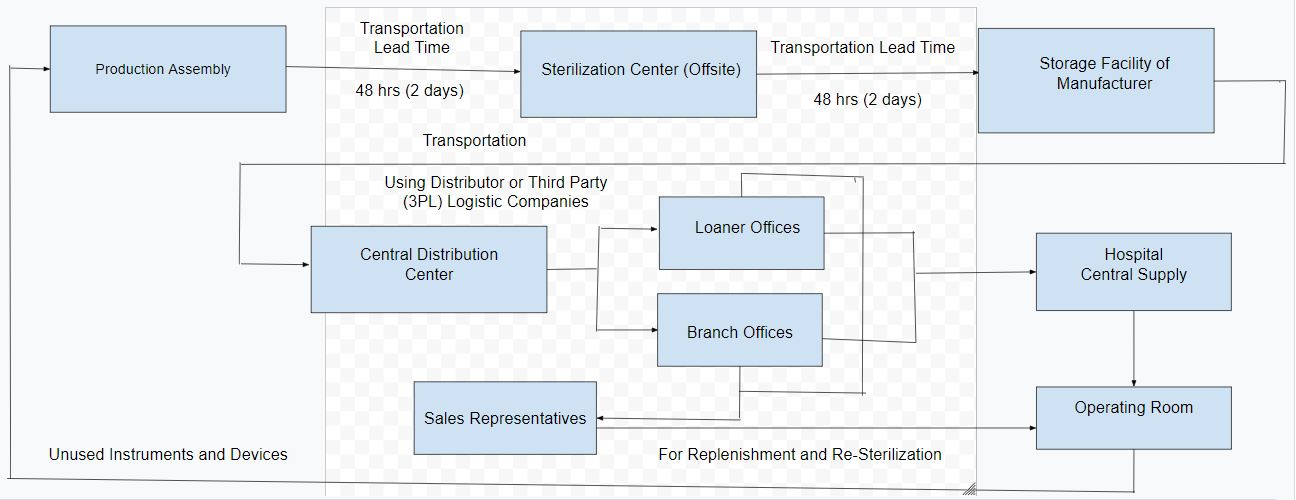 Transportation
Lead Time
Production Assembly
Sterilization Center (Offsite)
Transportation Lead Time
Storage Facility of
Manufacturer
48 hrs (2 days)
48 hrs (2 days)
Transportation
Using Distributor or Third Party
(3PL) Logistic Companies
Loaner Offices
Central Distribution
Center
Hospital
Central Supply
Branch Offices
Sales Representatives
Operating Room
Unused Instruments and Devices
For Replenishment and Re-Sterilization